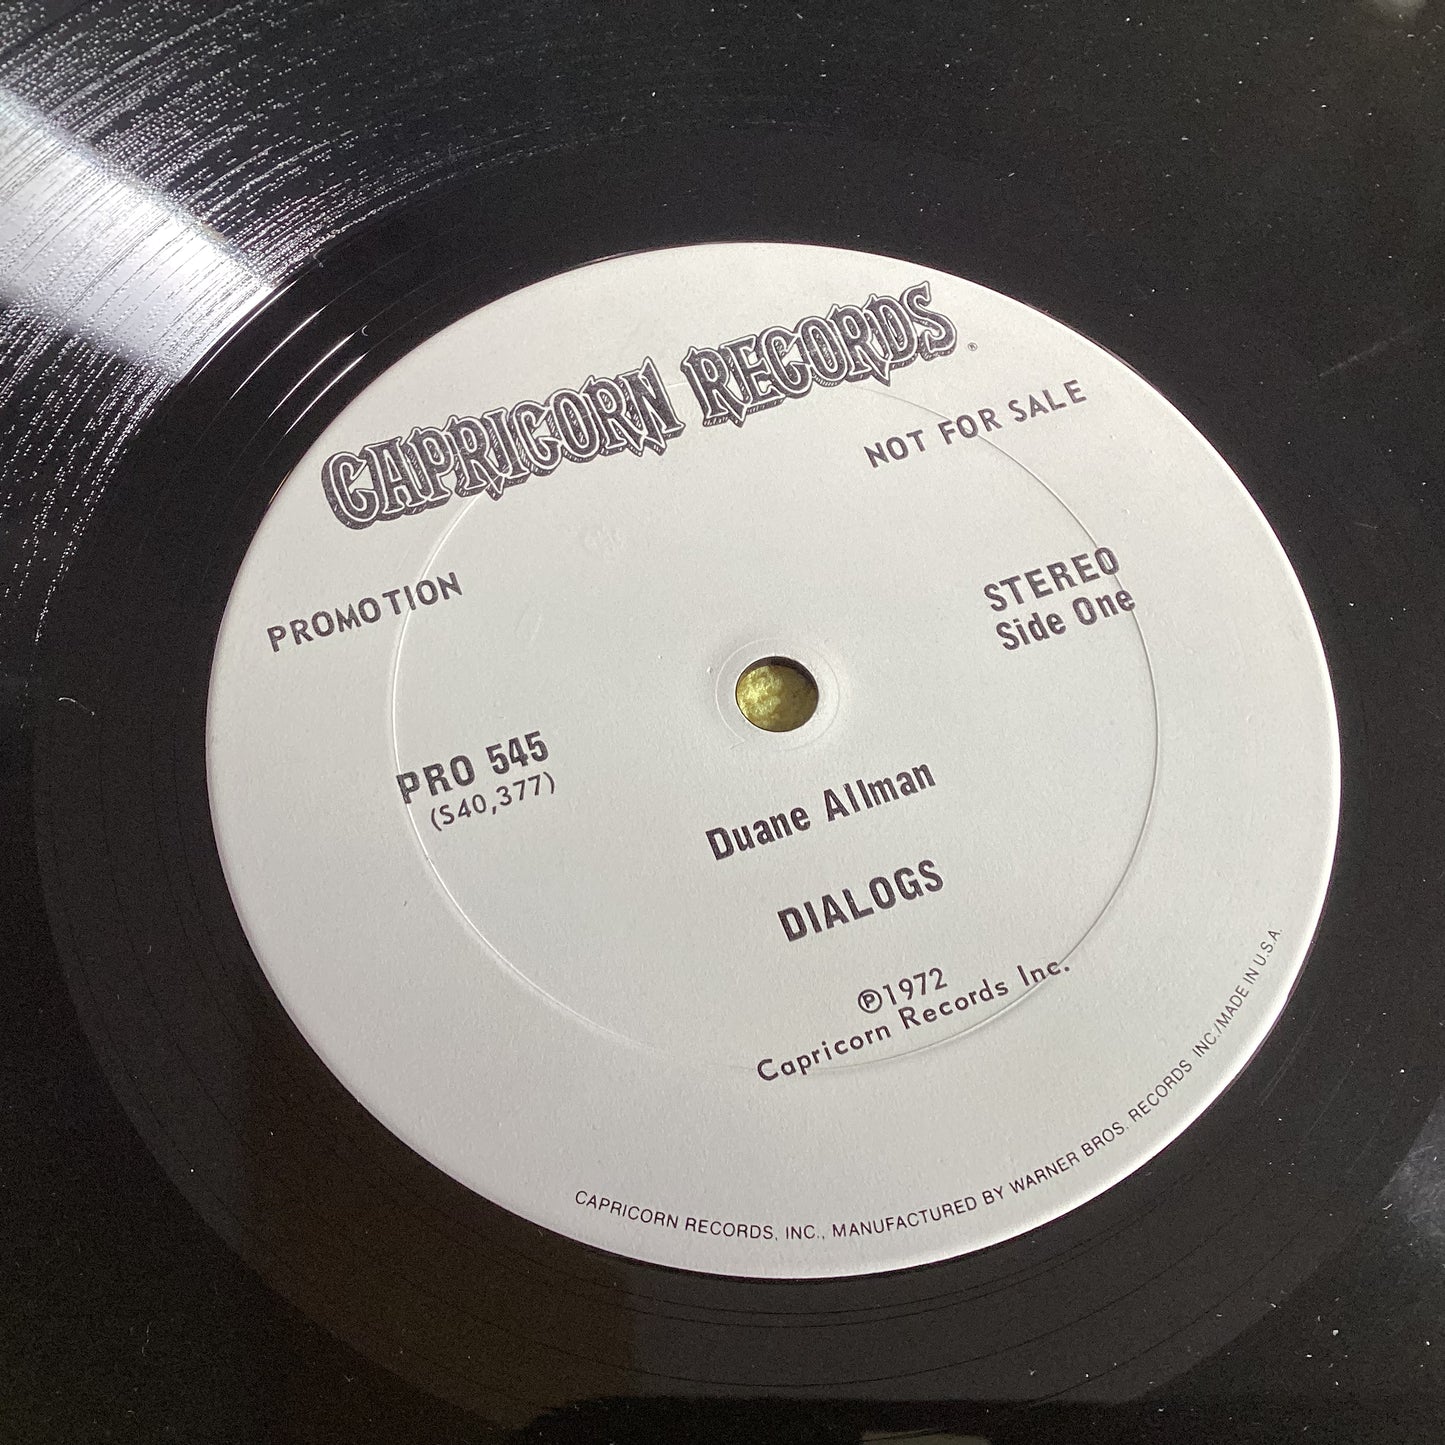 CAPRICORN RECORDS®
NOT FOR SALE
PROMOTION
STEREO
Side One
PRO 545
(S40,377)
Duane Allman
DIALOGS
℗1972
Capricorn Records Inc.
CAPRICORN RECORDS, INC., MANUFACTURED BY WARNER BROS. RECORDS INC./MADE IN U.S.A.